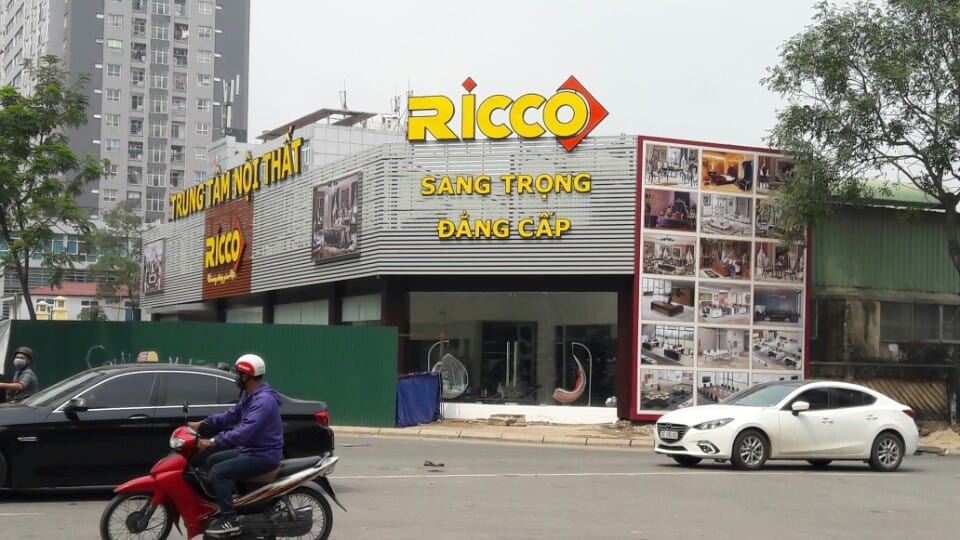 RICCO
SANG TRỌNG
ĐẲNG CẤP
TRUNG TÂM NỘI THẤT
RICCO